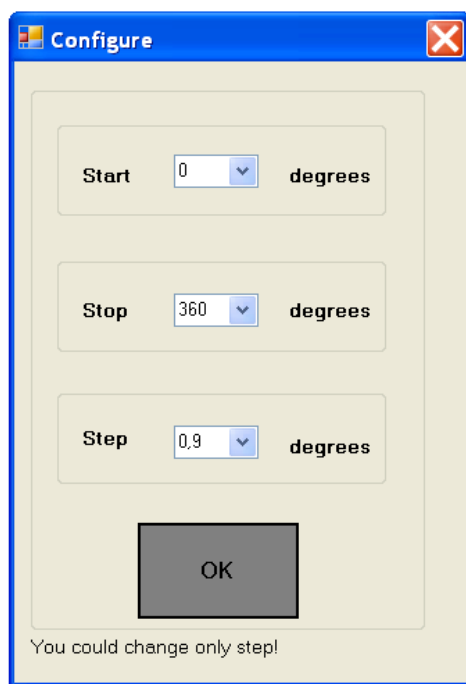 Configure
Start 0 degrees
Stop 360 degrees
Step 0,9 degrees
OK
You could change only step!